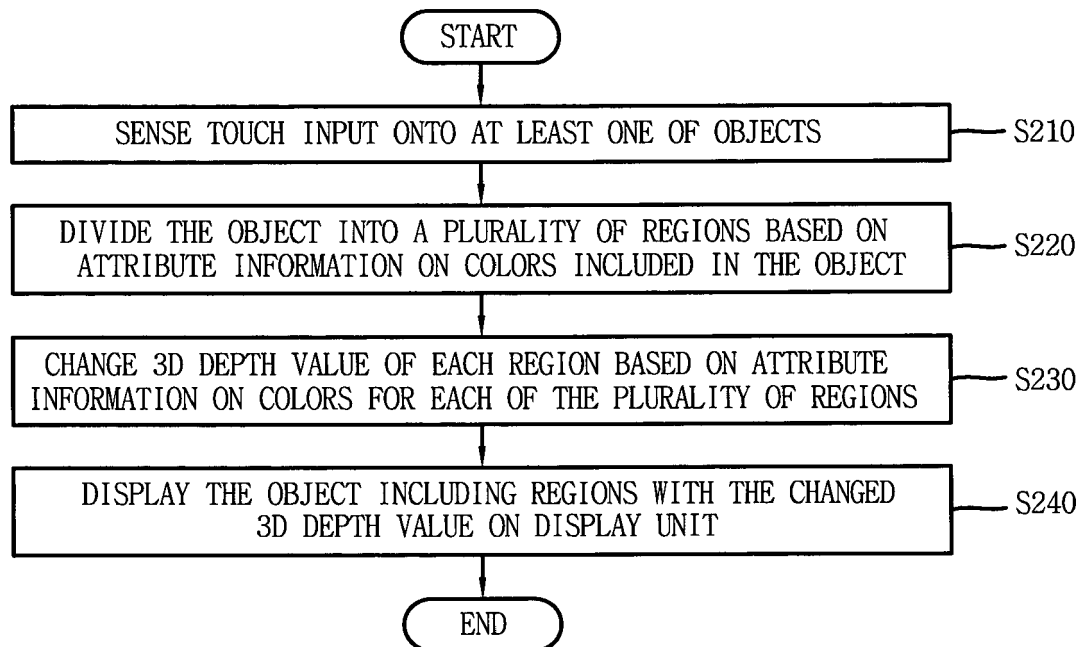 START
SENSE TOUCH INPUT ONTO AT LEAST ONE OF OBJECTS
S210
DIVIDE THE OBJECT INTO A PLURALITY OF REGIONS BASED ON
ATTRIBUTE INFORMATION ON COLORS INCLUDED IN THE OBJECT
S220
CHANGE 3D DEPTH VALUE OF EACH REGION BASED ON ATTRIBUTE
INFORMATION ON COLORS FOR EACH OF THE PLURALITY OF REGIONS
S230
DISPLAY THE OBJECT INCLUDING REGIONS WITH THE CHANGED
3D DEPTH VALUE ON DISPLAY UNIT
S240
END